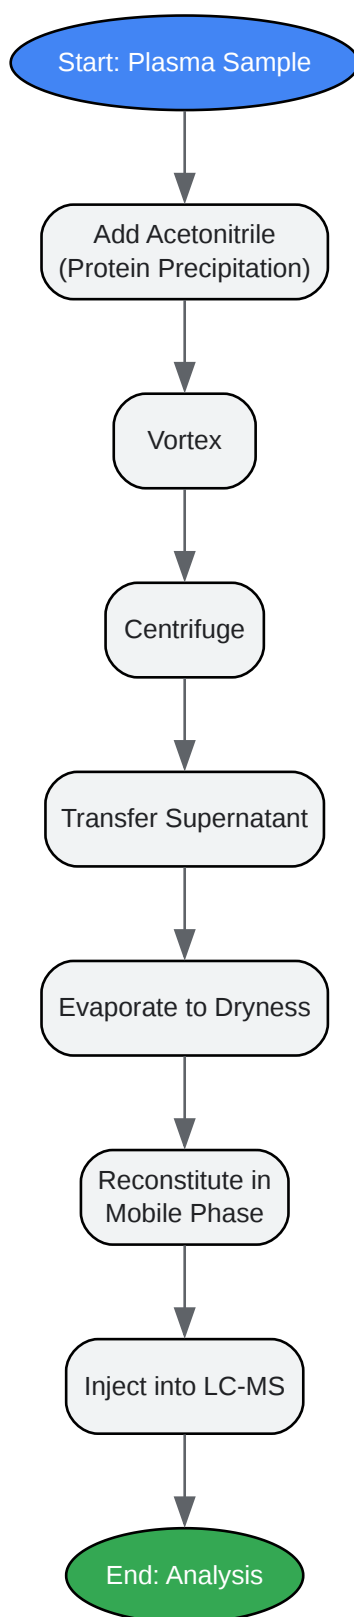 Start: Plasma Sample
Add Acetonitrile
(Protein Precipitation)
Vortex
Centrifuge
Transfer Supernatant
Evaporate to Dryness
Reconstitute in
Mobile Phase
Inject into LC-MS
End: Analysis